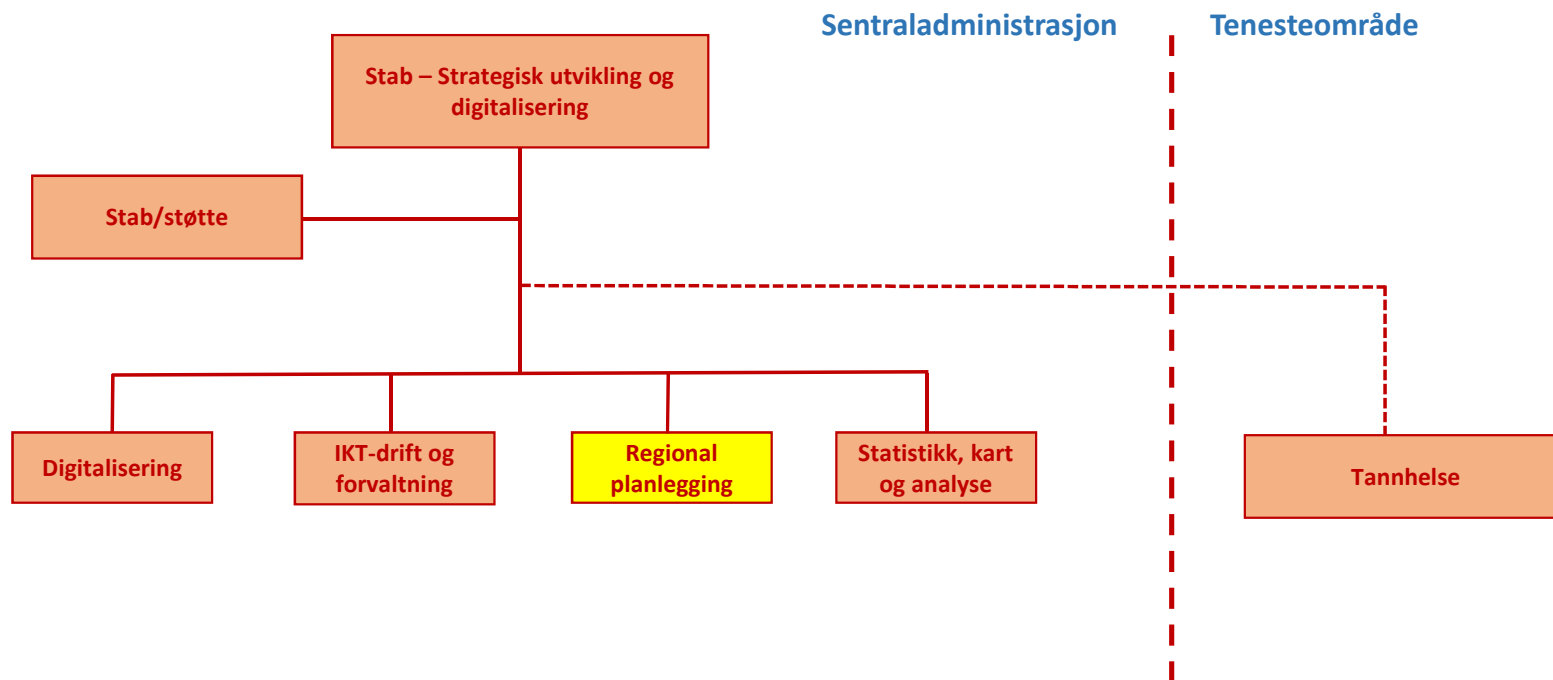 Sentraladministrasjon
Tenesteområde
Stab – Strategisk utvikling og
digitalisering
Stab/støtte
Digitalisering
IKT-drift og
forvaltning
Regional
planlegging
Statistikk, kart
og analyse
Tannhelse